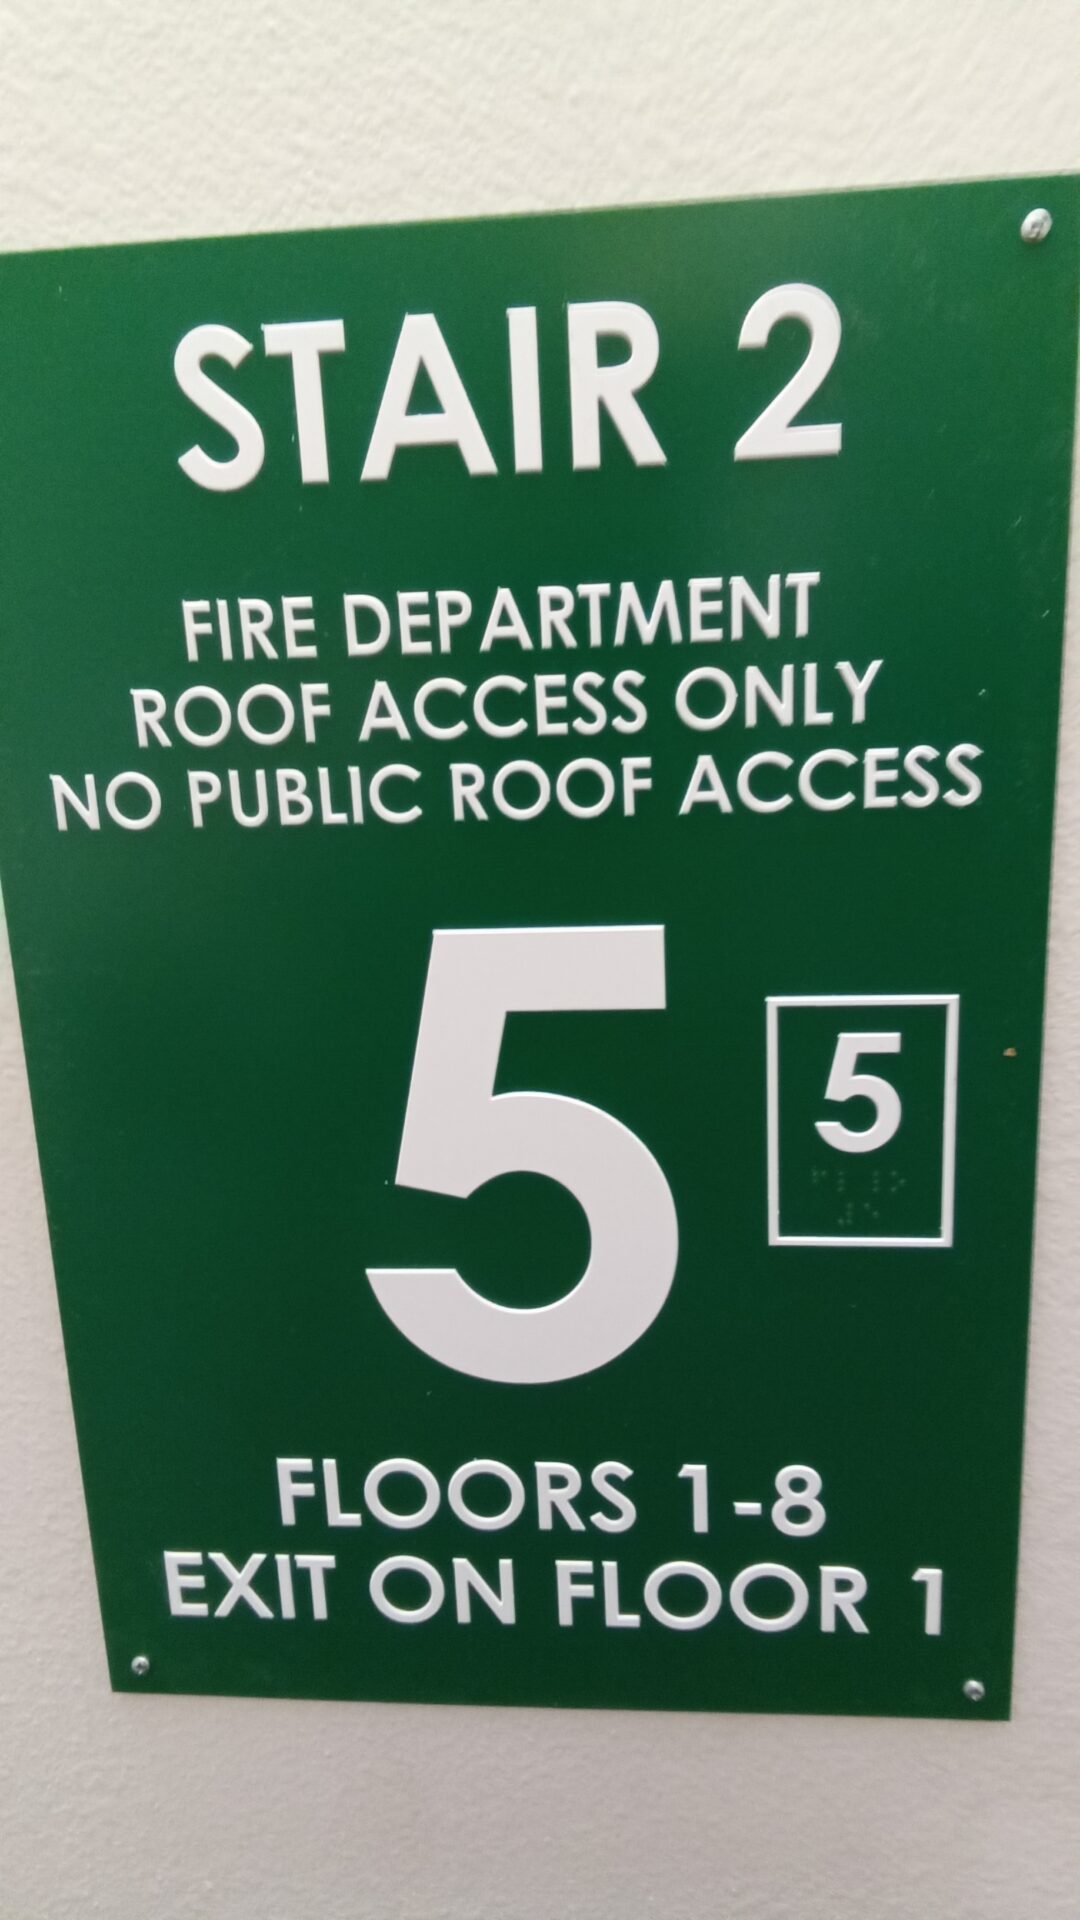 STAIR 2
FIRE DEPARTMENT
ROOF ACCESS ONLY
NO PUBLIC ROOF ACCESS
5
5
FLOORS 1-8
EXIT ON FLOOR 1